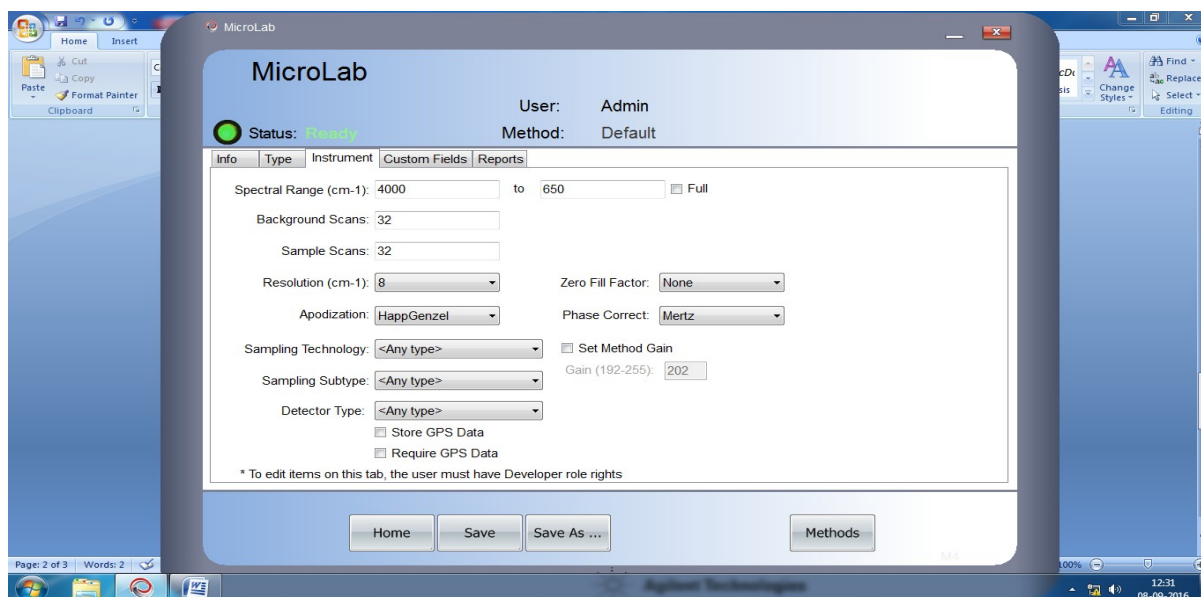 MicroLab
Home Insert
Cut
Copy
Paste
Format Painter
Clipboard
MicroLab
User: Admin
Status: Ready Method: Default
Info Type Instrument Custom Fields Reports
Spectral Range (cm-1): 4000 to 650 Full
Background Scans: 32
Sample Scans: 32
Resolution (cm-1): 8 Zero Fill Factor: None
Apodization: HappGenzel Phase Correct: Mertz
Sampling Technology: <Any type> Set Method Gain
Gain (192-255): 202
Sampling Subtype: <Any type>
Detector Type: <Any type>
Store GPS Data
Require GPS Data
* To edit items on this tab, the user must have Developer role rights
Home Save Save As ... Methods
Find
Replace
Change Styles
Select
Editing
Page: 2 of 3 Words: 2
100%
Agilent Technologies
12:31
08-09-2016